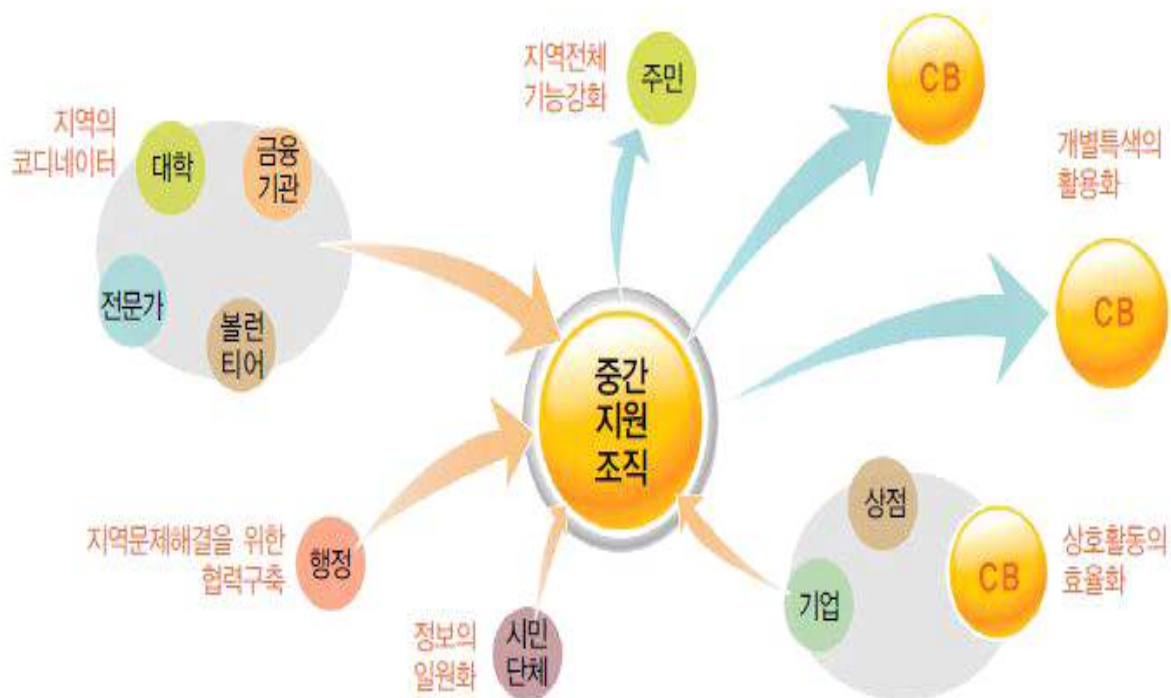 지역전체
기능강화
주민
CB
지역의
코디네이터
대학
금융
기관
개별특색의
활용화
전문가
볼런
티어
CB
중간
지원
조직
상점
지역문제해결을 위한
협력구축
행정
기업
CB
상호활동의
효율화
정보의
일원화
시민
단체